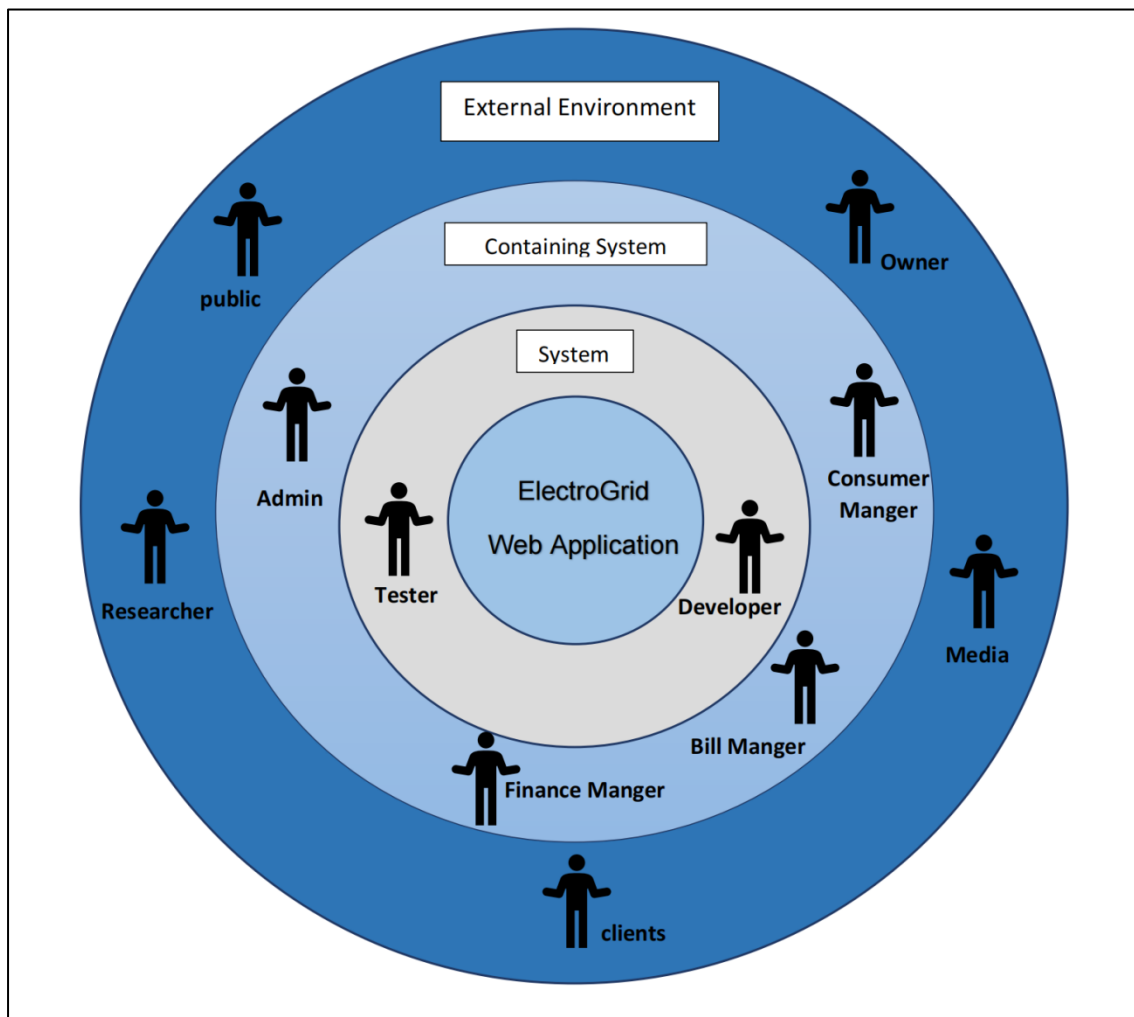 External Environment
public
Owner
Containing System
System
Admin
Consumer
Manger
ElectroGrid
Web Application
Tester
Developer
Researcher
Media
Bill Manger
Finance Manger
clients